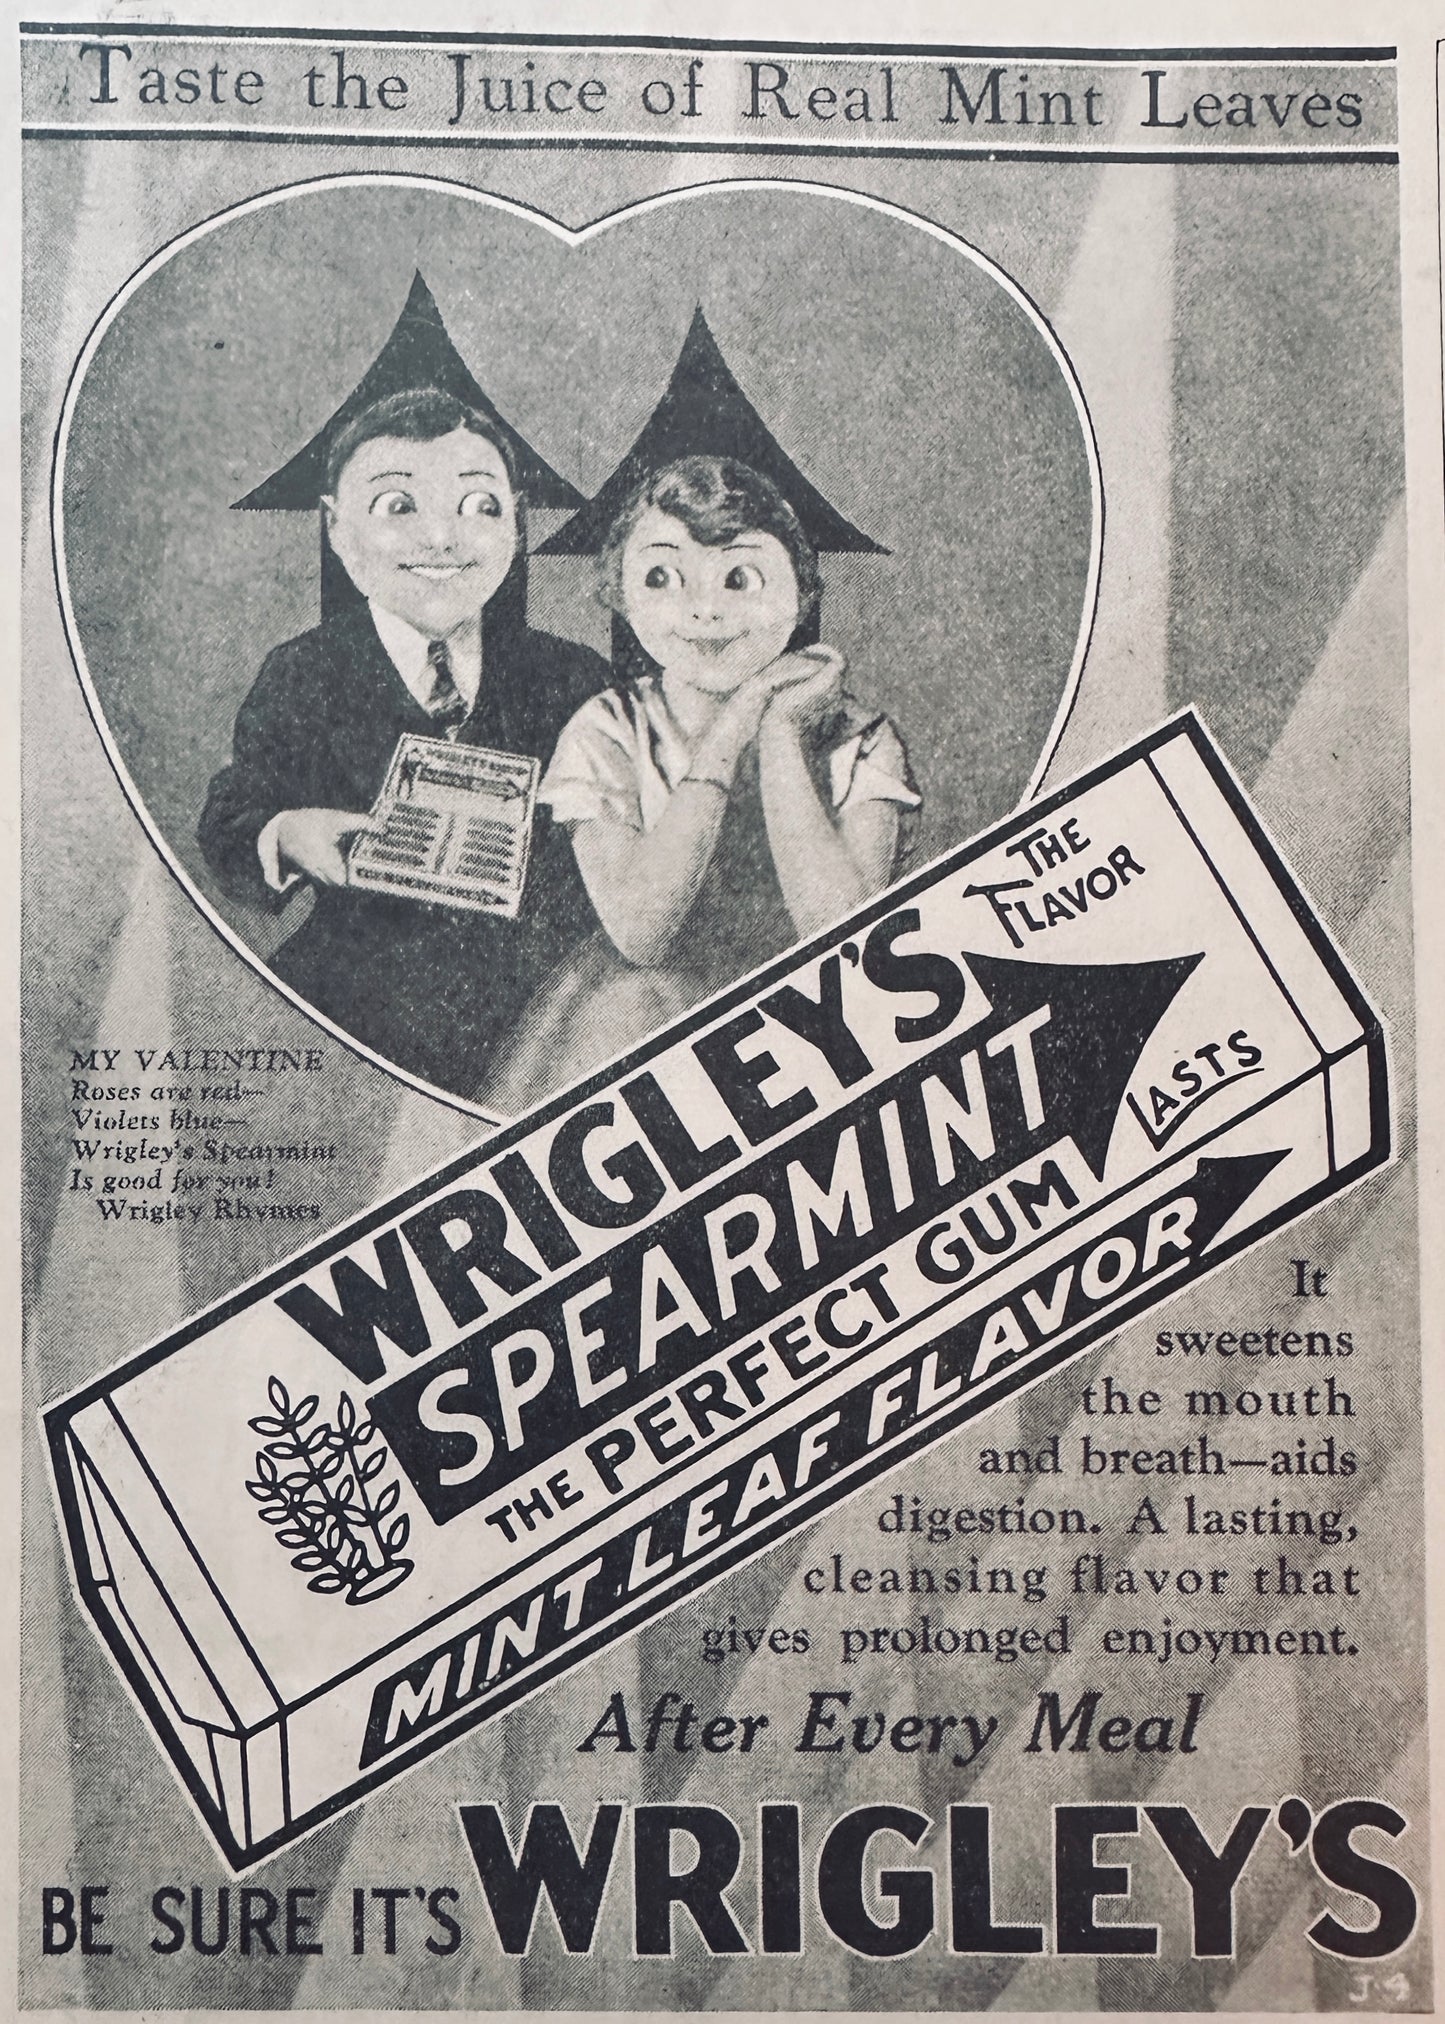 Taste the Juice of Real Mint Leaves
MY VALENTINE
Roses are red—
Violets blue—
Wrigley's Spearmint
Is good for you!
Wrigley Rhymes
WRIGLEY'S
SPEARMINT
THE PERFECT GUM
MINT LEAF FLAVOR
THE
FLAVOR
LASTS
It
sweetens
the mouth
and breath—aids
digestion. A lasting,
cleansing flavor that
gives prolonged enjoyment.
After Every Meal
BE SURE IT'S WRIGLEY'S
J-4